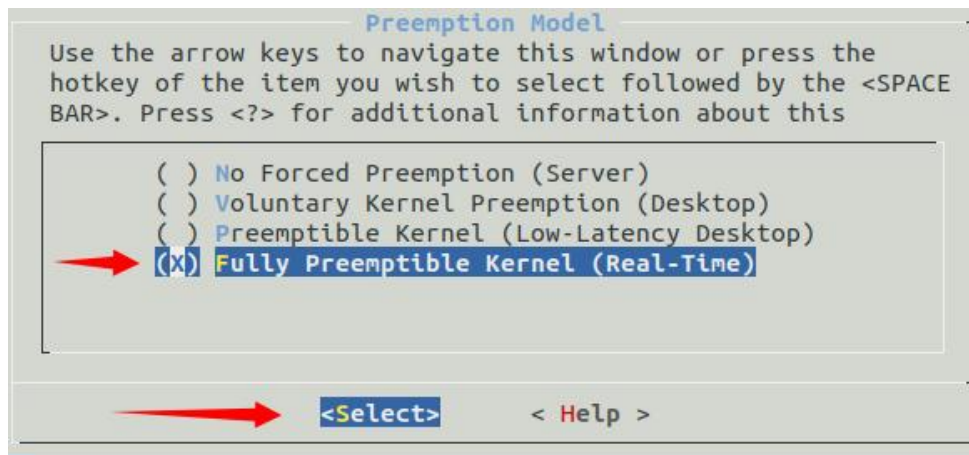 Preemption Model
Use the arrow keys to navigate this window or press the
hotkey of the item you wish to select followed by the <SPACE
BAR>. Press <?> for additional information about this
( ) No Forced Preemption (Server)
( ) Voluntary Kernel Preemption (Desktop)
( ) Preemptible Kernel (Low-Latency Desktop)
(X) Fully Preemptible Kernel (Real-Time)
<Select> < Help >